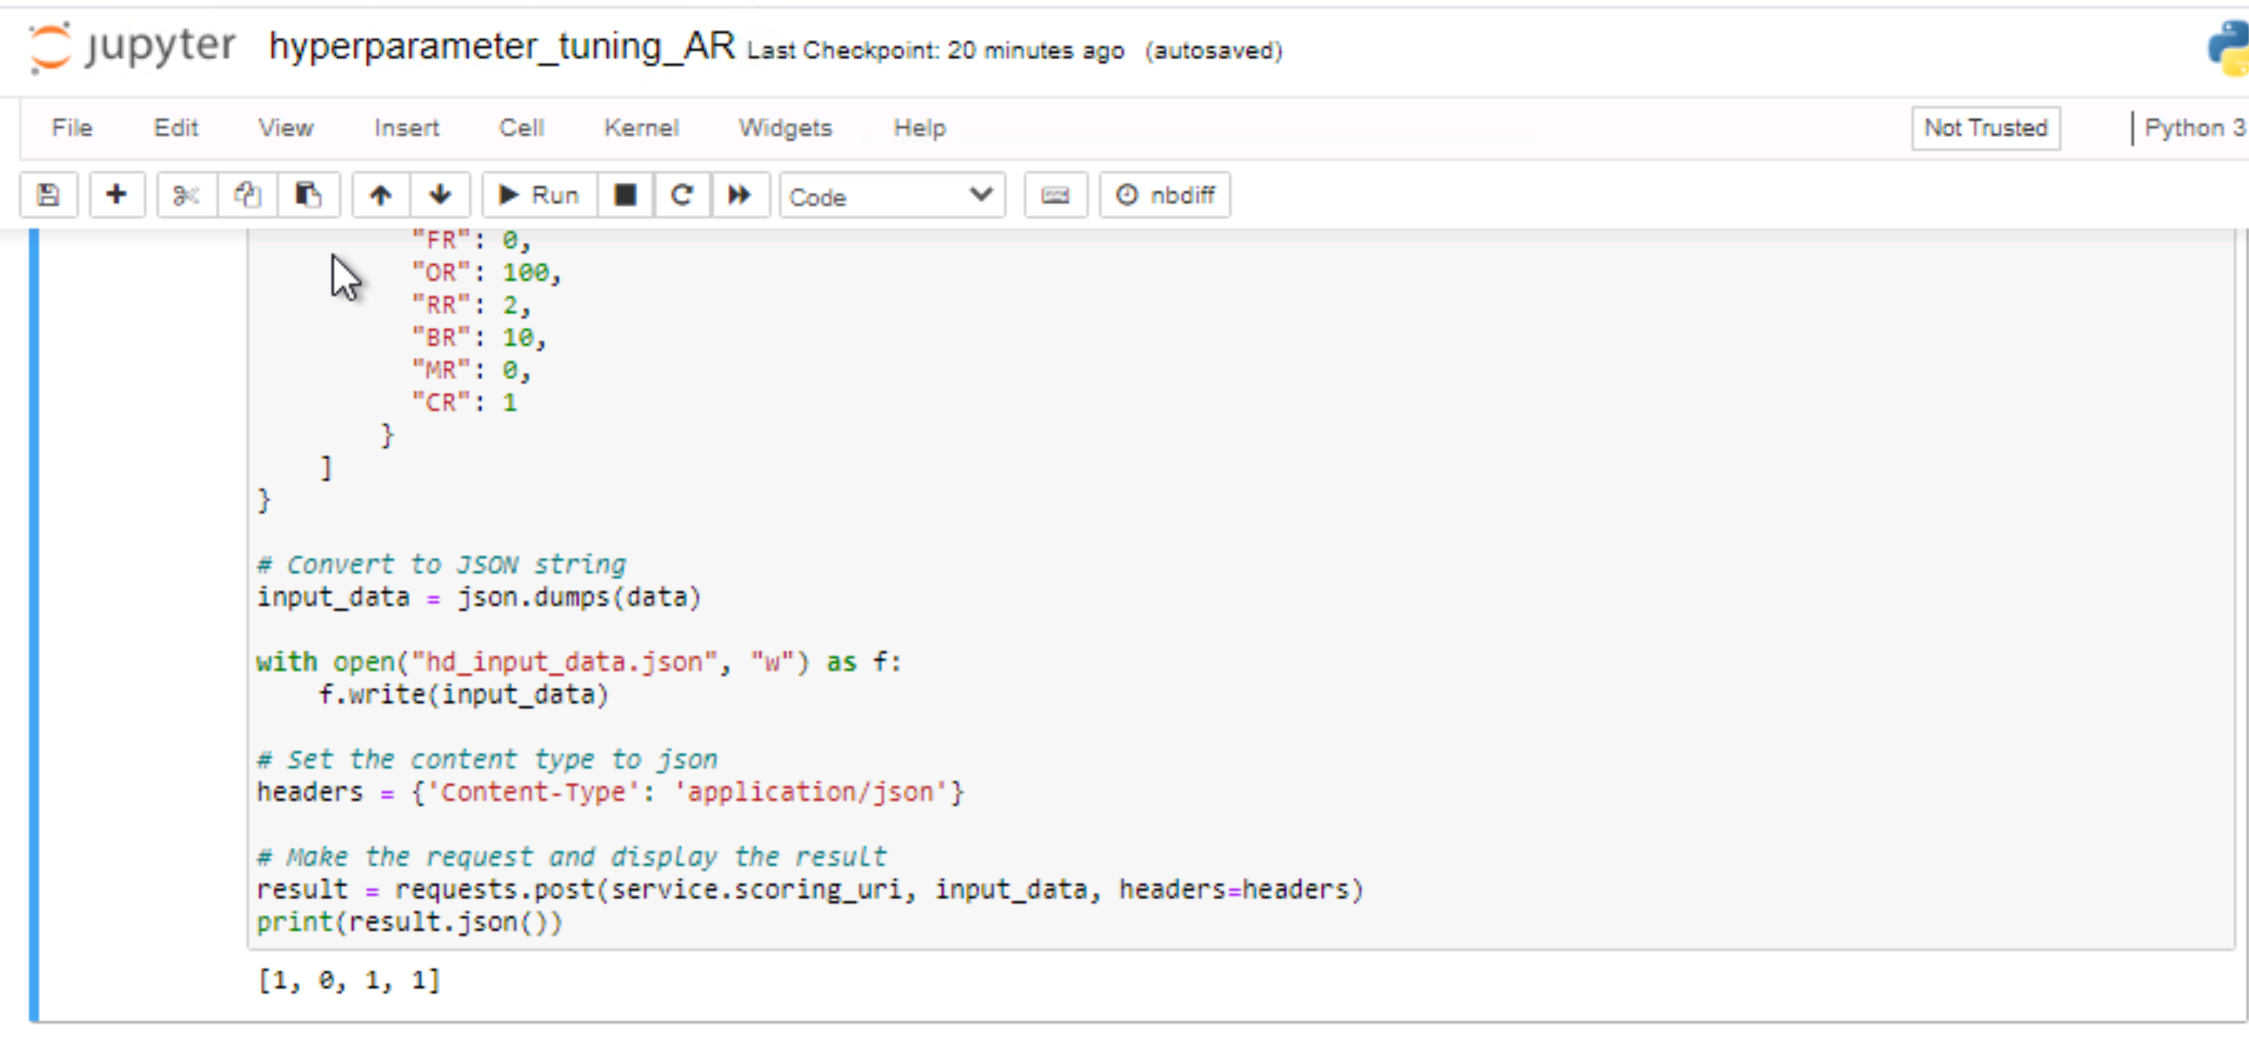 jupyter hyperparameter_tuning_AR Last Checkpoint: 20 minutes ago (autosaved)
File Edit View Insert Cell Kernel Widgets Help Not Trusted Python 3
Run Code nbdiff
"FR": 0,
"OR": 100,
"RR": 2,
"BR": 10,
"MR": 0,
"CR": 1
}
]
}
# Convert to JSON string
input_data = json.dumps(data)
with open("hd_input_data.json", "w") as f:
f.write(input_data)
# Set the content type to json
headers = {'Content-Type': 'application/json'}
# Make the request and display the result
result = requests.post(service.scoring_uri, input_data, headers=headers)
print(result.json())
[1, 0, 1, 1]